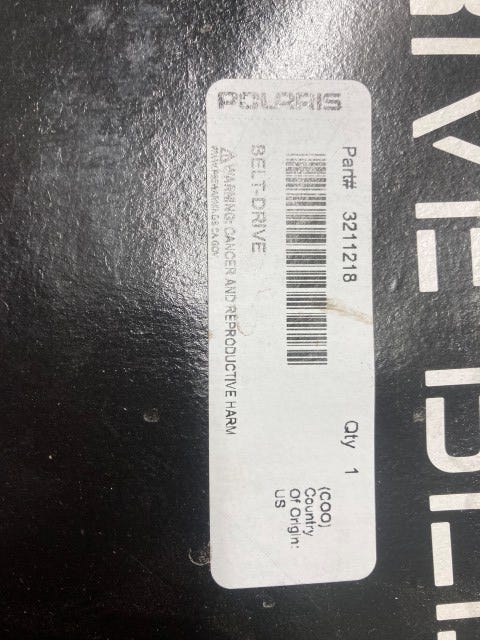 POLARIS
Part# 3211218 Qty 1
BELT-DRIVE
⚠ WARNING: CANCER AND REPRODUCTIVE HARM
(COO)
Country
Of Origin:
US